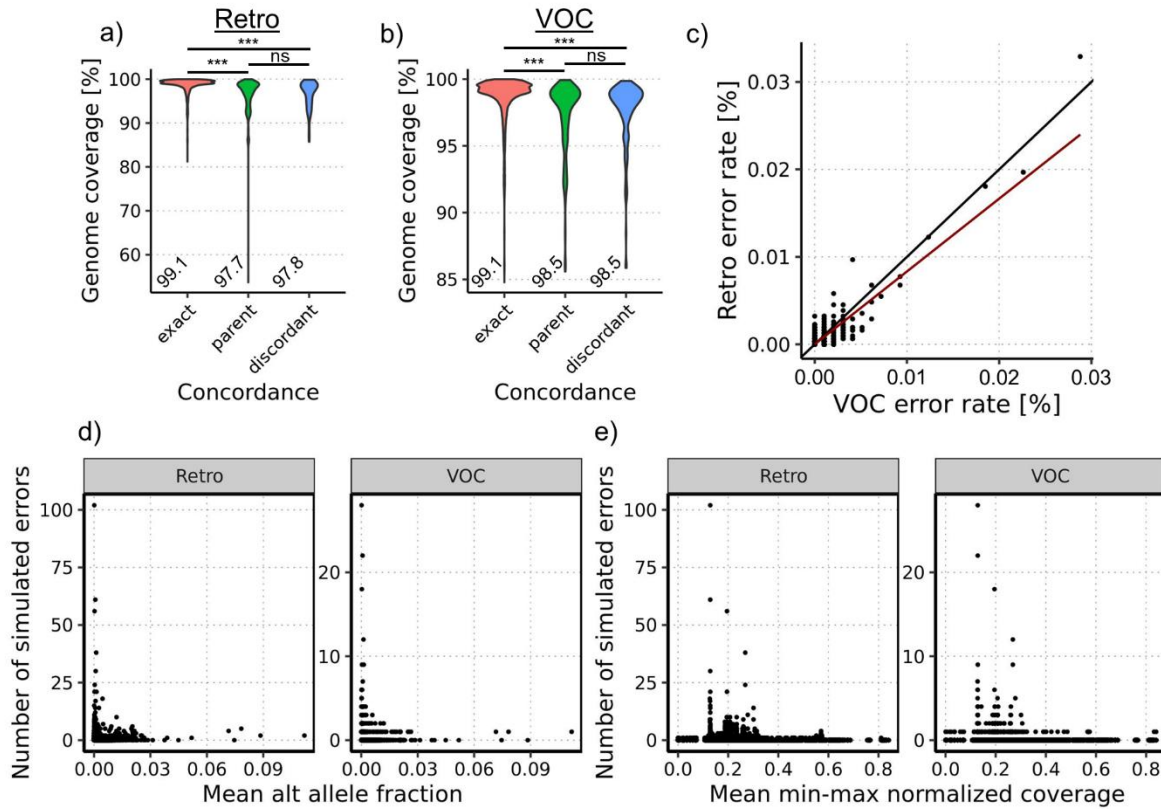 a)
Retro
***
***
ns
Genome coverage [%]
100
90
80
70
60
99.1
97.7
97.8
exact
parent
discordant
Concordance
b)
VOC
***
***
ns
Genome coverage [%]
100
95
90
85
99.1
98.5
98.5
exact
parent
discordant
Concordance
c)
Retro error rate [%]
0.03
0.02
0.01
0.00
0.00
0.01
0.02
0.03
VOC error rate [%]
d)
Retro
VOC
Number of simulated errors
100
75
50
25
0
20
10
0
0.00
0.03
0.06
0.09
0.00
0.03
0.06
0.09
Mean alt allele fraction
e)
Retro
VOC
Number of simulated errors
100
75
50
25
0
20
10
0
0.0
0.2
0.4
0.6
0.8
0.0
0.2
0.4
0.6
0.8
Mean min-max normalized coverage